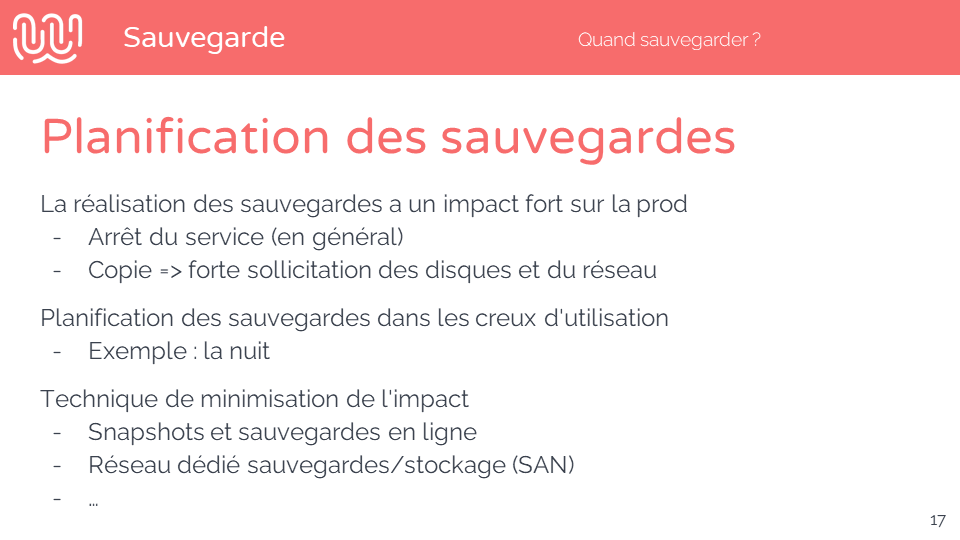 Sauvegarde
Quand sauvegarder ?
Planification des sauvegardes
La réalisation des sauvegardes a un impact fort sur la prod
- Arrêt du service (en général)
- Copie => forte sollicitation des disques et du réseau
Planification des sauvegardes dans les creux d'utilisation
- Exemple : la nuit
Technique de minimisation de l'impact
- Snapshots et sauvegardes en ligne
- Réseau dédié sauvegardes/stockage (SAN)
- …
17